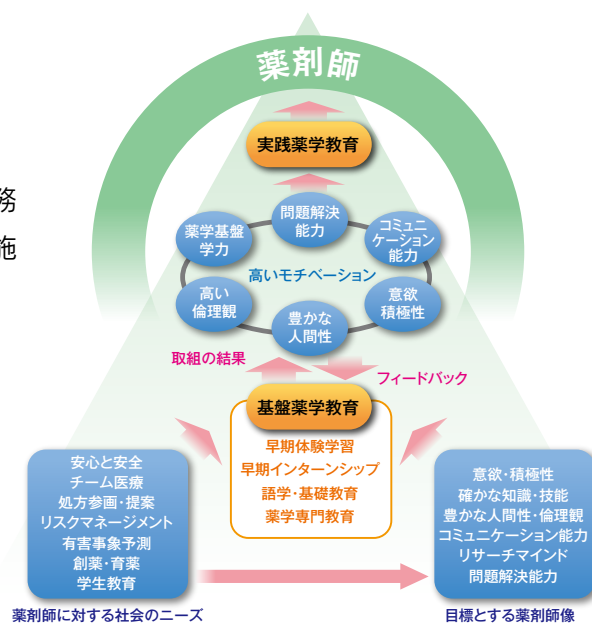 薬剤師
実践薬学教育
務
施
問題解決
能力
薬学基盤
学力
コミュニ
ケーション
能力
高いモチベーション
高い
倫理観
豊かな
人間性
意欲
積極性
取組の結果
フィードバック
基盤薬学教育
早期体験学習
早期インターンシップ
語学・基礎教育
薬学専門教育
安心と安全
チーム医療
処方参画・提案
リスクマネージメント
有害事象予測
創薬・育薬
学生教育
薬剤師に対する社会のニーズ
意欲・積極性
確かな知識・技能
豊かな人間性・倫理観
コミュニケーション能力
リサーチマインド
問題解決能力
目標とする薬剤師像